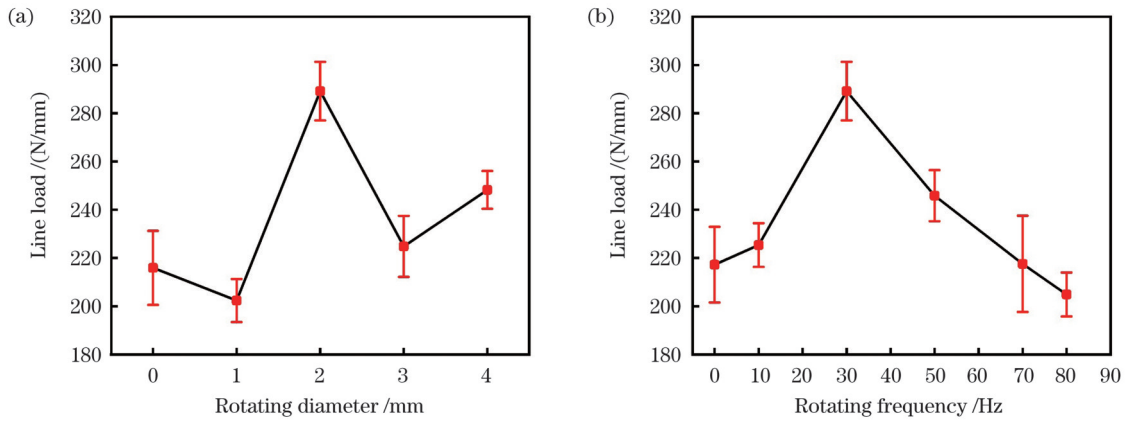 (a)
320
300
280
260
240
220
200
180
Line load /(N/mm)
0 1 2 3 4
Rotating diameter /mm
(b)
320
300
280
260
240
220
200
180
Line load /(N/mm)
0 10 20 30 40 50 60 70 80 90
Rotating frequency /Hz